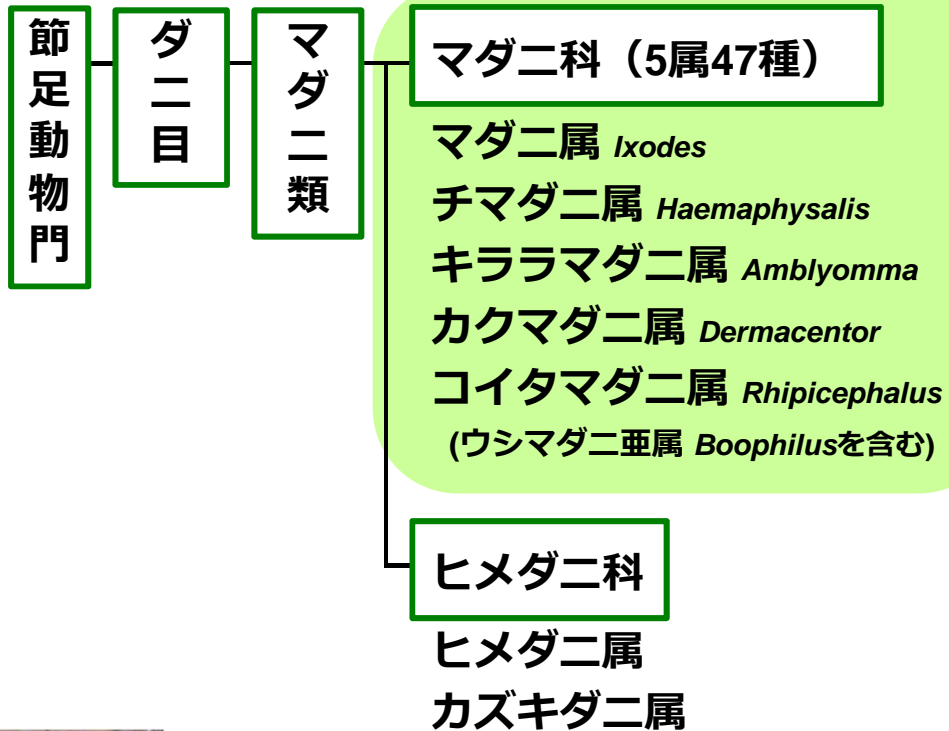 節足動物門
ダニ目
マダニ類
マダニ科（5属47種）
マダニ属 Ixodes
チマダニ属 Haemaphysalis
キララマダニ属 Amblyomma
カクマダニ属 Dermacentor
コイタマダニ属 Rhipicephalus
(ウシマダニ亜属 Boophilusを含む)
ヒメダニ科
ヒメダニ属
カズキダニ属